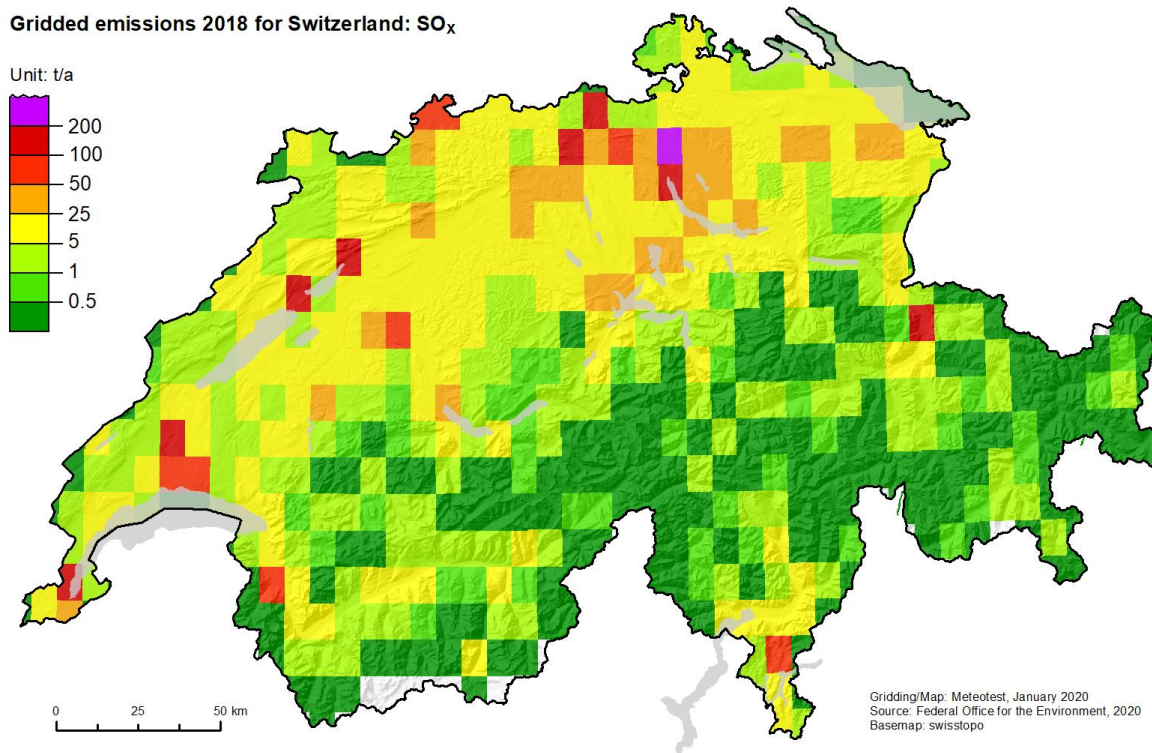 Gridded emissions 2018 for Switzerland: SOx
Unit: t/a
200
100
50
25
5
1
0.5
0 25 50 km
Gridding/Map: Meteotest, January 2020
Source: Federal Office for the Environment, 2020
Basemap: swisstopo